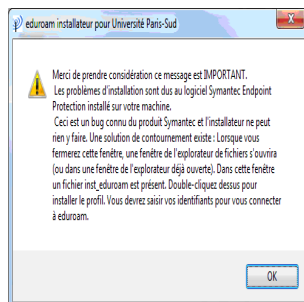 eduroam installateur pour Université Paris-Sud
Merci de prendre considération ce message est IMPORTANT.
Les problèmes d'installation sont dus au logiciel Symantec Endpoint
Protection installé sur votre machine.
Ceci est un bug connu du produit Symantec et l'installateur ne peut
rien y faire. Une solution de contournement existe : Lorsque vous
fermerez cette fenêtre, une fenêtre de l'explorateur de fichiers s'ouvrira
(ou dans une fenêtre de l'explorateur déjà ouverte). Dans cette fenêtre
un fichier inst_eduroam est présent. Double-cliquez dessus pour
installer le profil. Vous devrez saisir vos identifiants pour vous connecter
à eduroam.
OK